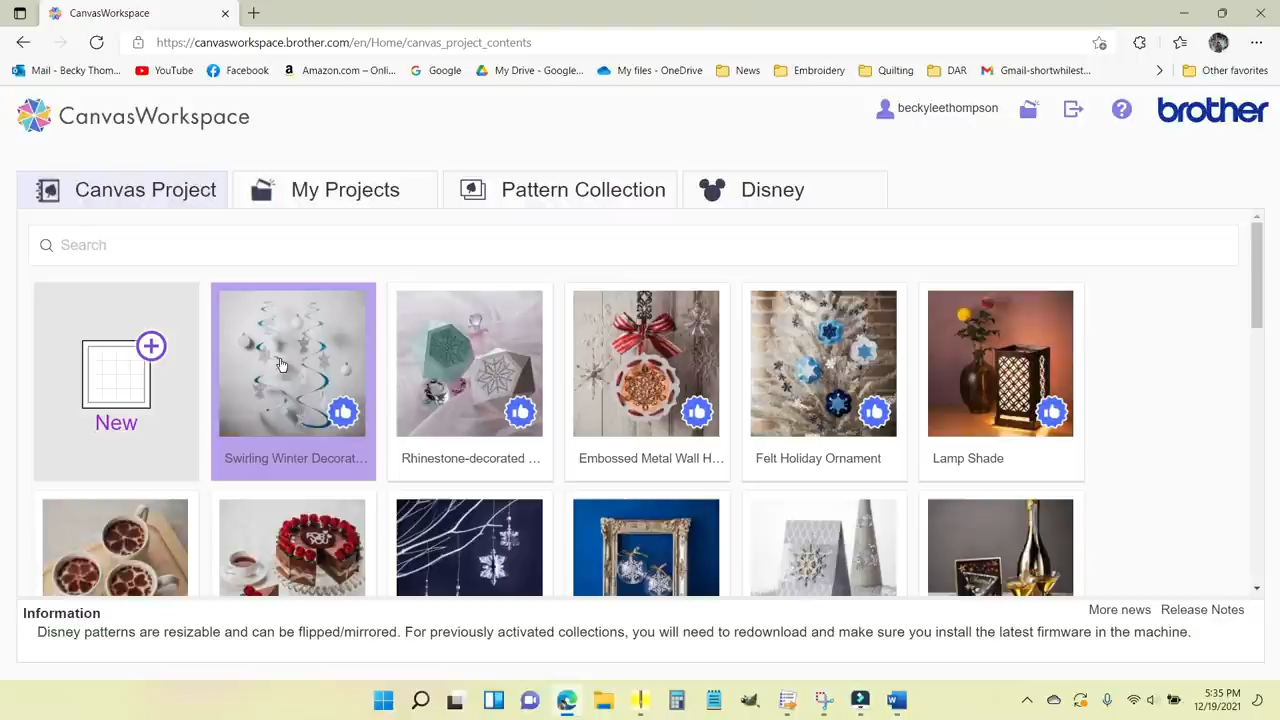 CanvasWorkspace
https://canvasworkspace.brother.com/en/Home/canvas_project_contents
Mail - Becky Thom...
YouTube
Facebook
Amazon.com – Onli...
Google
My Drive - Google...
My files - OneDrive
News
Embroidery
Quilting
DAR
Gmail-shortwhilest...
Other favorites
CanvasWorkspace
beckyleethompson
?
brother
Canvas Project
My Projects
Pattern Collection
Disney
Search
New
Swirling Winter Decorat...
Rhinestone-decorated ...
Embossed Metal Wall H...
Felt Holiday Ornament
Lamp Shade
Information
More news
Release Notes
Disney patterns are resizable and can be flipped/mirrored. For previously activated collections, you will need to redownload and make sure you install the latest firmware in the machine.
5:35 PM
12/19/2021